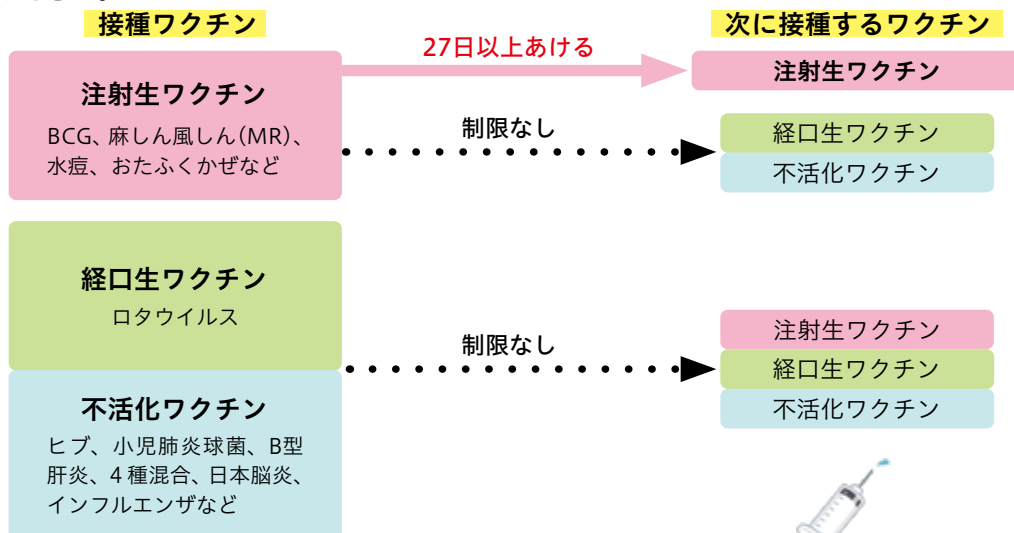 接種ワクチン
次に接種するワクチン
27日以上あける
注射生ワクチン
BCG、麻しん風しん(MR)、
水痘、おたふくかぜなど
注射生ワクチン
制限なし
経口生ワクチン
不活化ワクチン
経口生ワクチン
ロタウイルス
制限なし
注射生ワクチン
経口生ワクチン
不活化ワクチン
不活化ワクチン
ヒブ、小児肺炎球菌、B型
肝炎、4種混合、日本脳炎、
インフルエンザなど